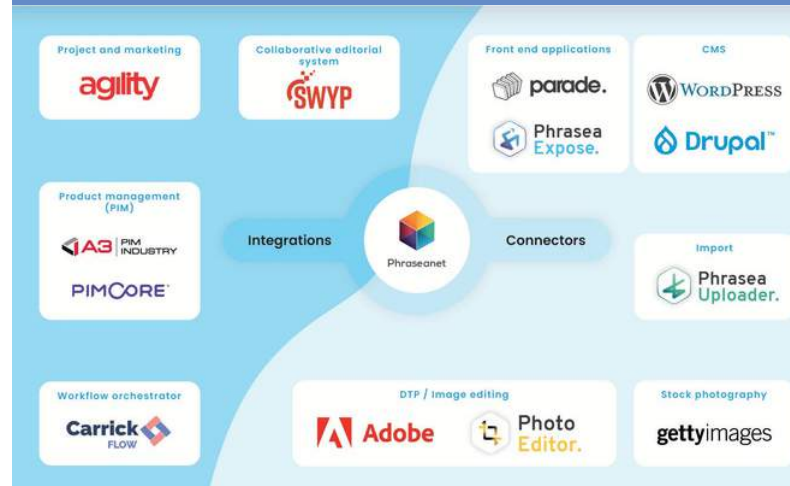 Project and marketing
agility
Collaborative editorial
system
SWYP
Front end applications
parade.
Phrasea
Expose.
CMS
WORDPRESS
Drupal™
Product management
(PIM)
A3 PIM
INDUSTRY
PIMCORE
Integrations
Phraseanet
Connectors
Import
Phrasea
Uploader.
Workflow orchestrator
Carrick
FLOW
DTP / Image editing
Adobe
Photo
Editor.
Stock photography
gettyimages